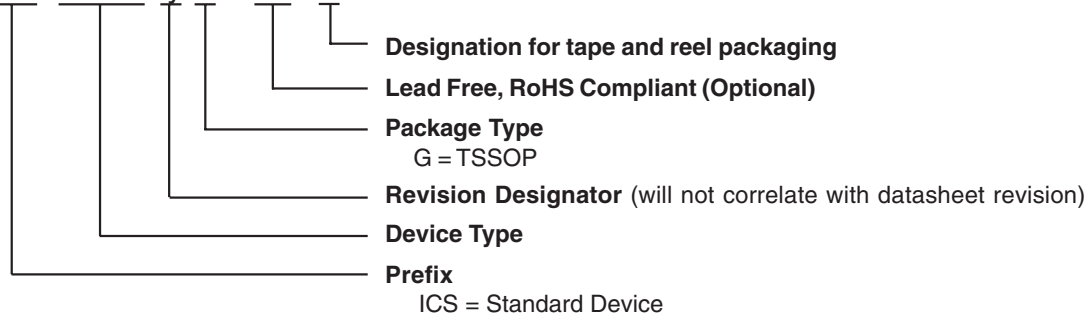 Designation for tape and reel packaging
Lead Free, RoHS Compliant (Optional)
Package Type
G = TSSOP
Revision Designator (will not correlate with datasheet revision)
Device Type
Prefix
ICS = Standard Device